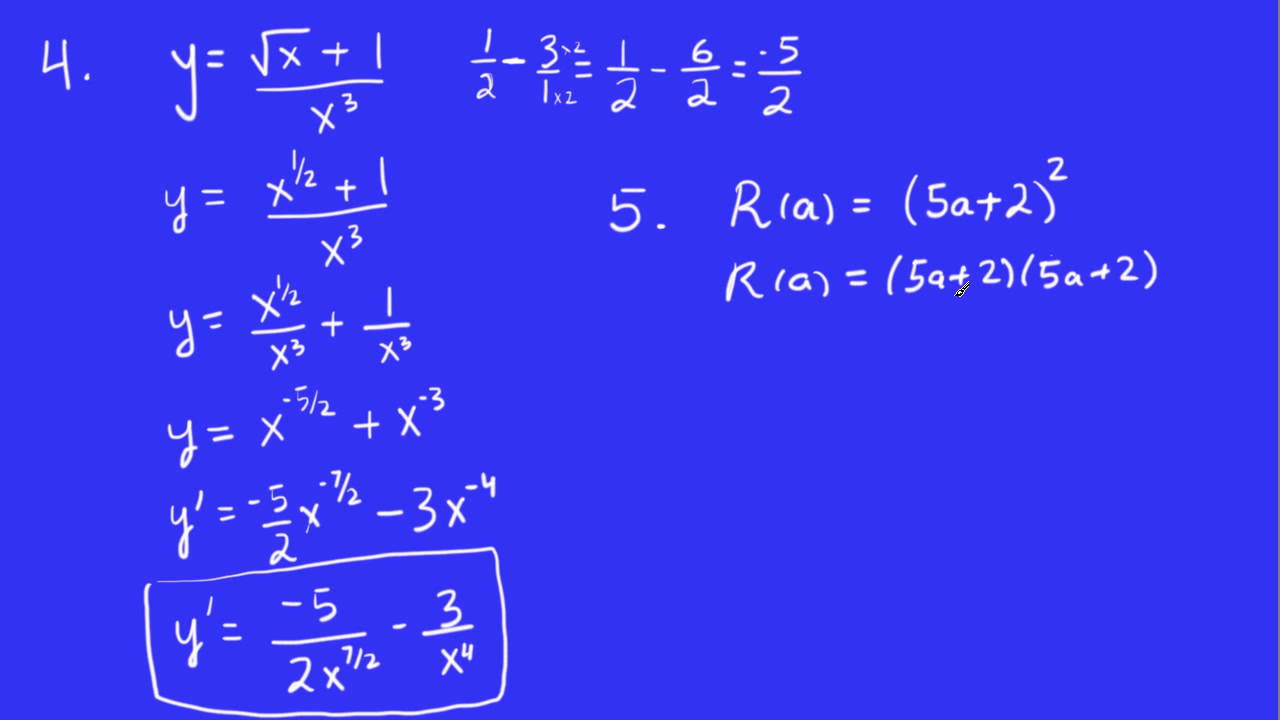 4. y = (√x + 1)/x³
1/2 - 3×2/1×2 = 1/2 - 6/2 = -5/2
y = (x^(1/2) + 1)/x³
y = x^(1/2)/x³ + 1/x³
y = x^(-5/2) + x^(-3)
y' = -5/2 x^(-7/2) - 3x^(-4)
y' = -5/(2x^(7/2)) - 3/x⁴
5. R(a) = (5a+2)²
R(a) = (5a+2)(5a+2)